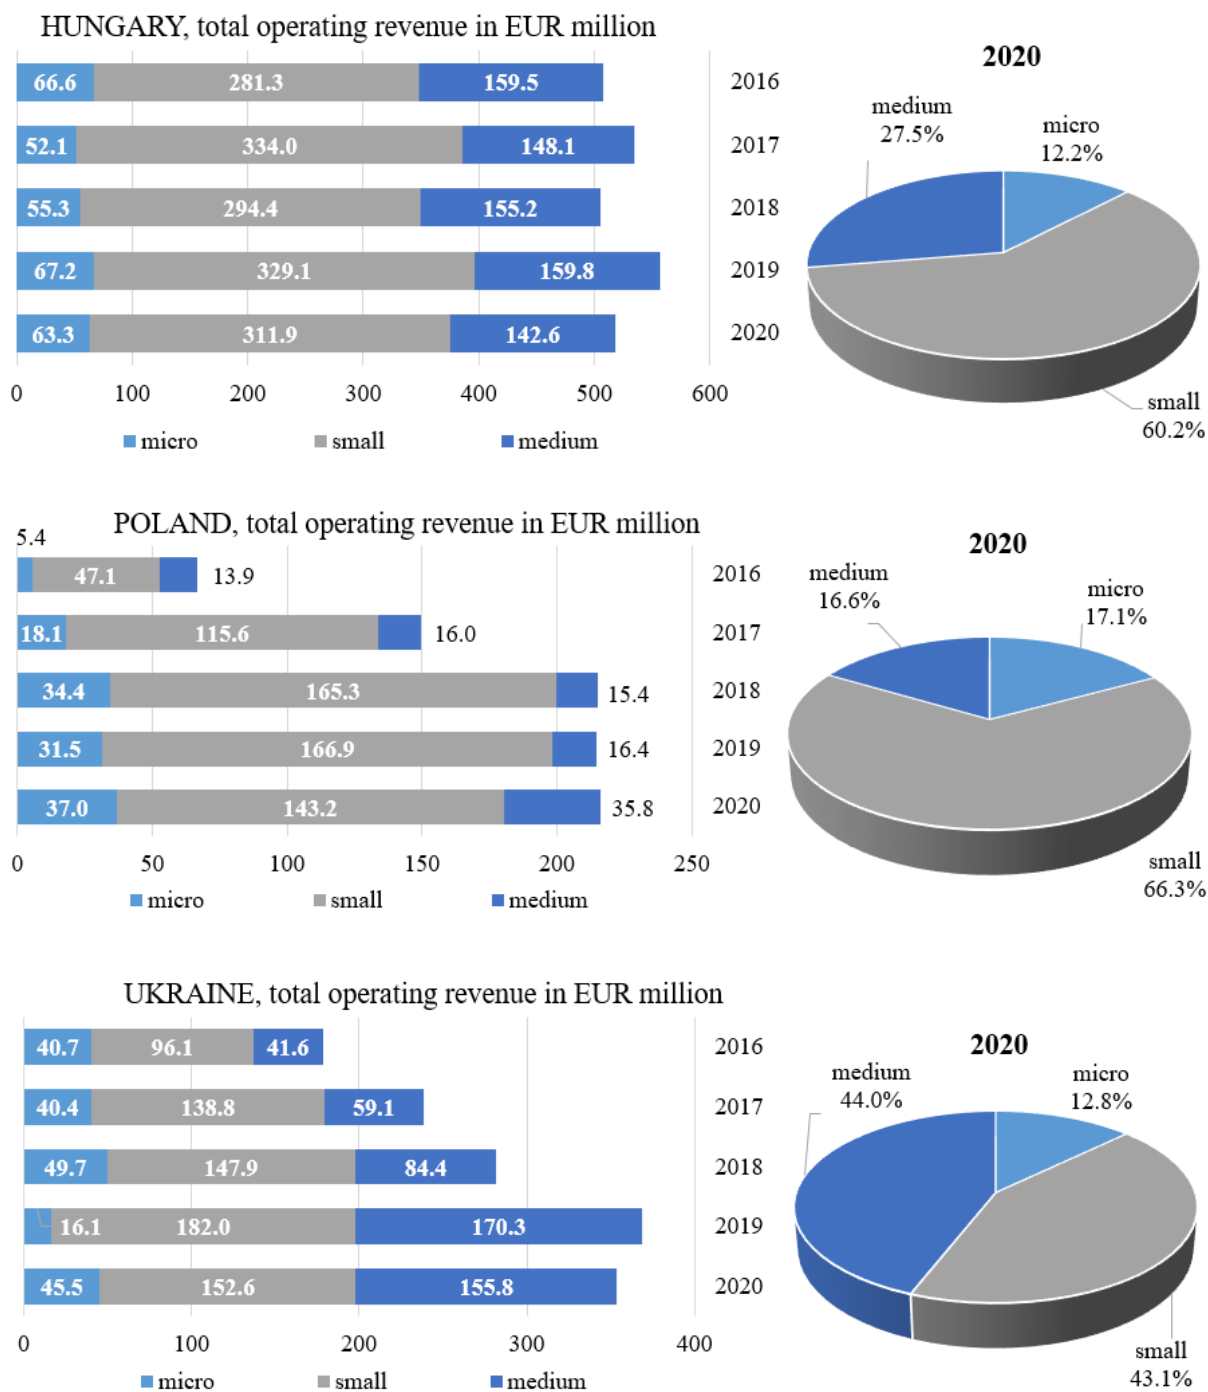 HUNGARY, total operating revenue in EUR million
66.6 281.3 159.5 2016
52.1 334.0 148.1 2017
55.3 294.4 155.2 2018
67.2 329.1 159.8 2019
63.3 311.9 142.6 2020
0 100 200 300 400 500 600
micro small medium
2020
medium
27.5%
micro
12.2%
small
60.2%
POLAND, total operating revenue in EUR million
5.4
47.1 13.9 2016
18.1 115.6 16.0 2017
34.4 165.3 15.4 2018
31.5 166.9 16.4 2019
37.0 143.2 35.8 2020
0 50 100 150 200 250
micro small medium
2020
medium
16.6%
micro
17.1%
small
66.3%
UKRAINE, total operating revenue in EUR million
40.7 96.1 41.6 2016
40.4 138.8 59.1 2017
49.7 147.9 84.4 2018
16.1 182.0 170.3 2019
45.5 152.6 155.8 2020
0 100 200 300 400
micro small medium
2020
medium
44.0%
micro
12.8%
small
43.1%